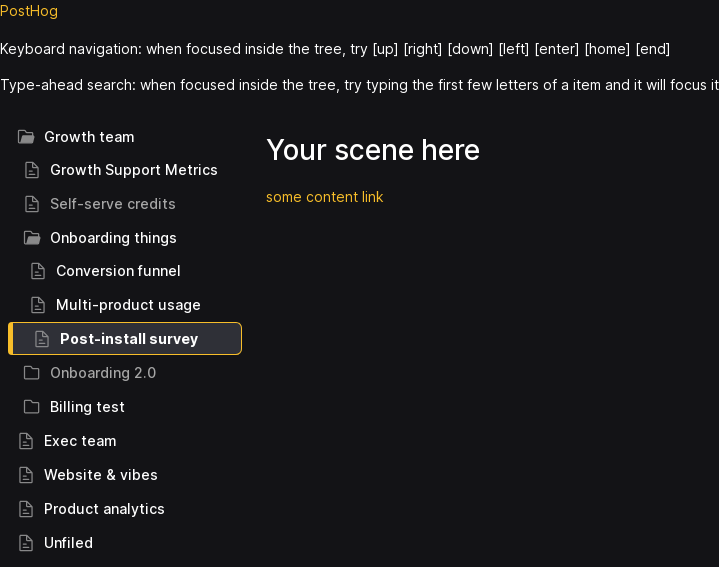 PostHog
Keyboard navigation: when focused inside the tree, try [up] [right] [down] [left] [enter] [home] [end]
Type-ahead search: when focused inside the tree, try typing the first few letters of a item and it will focus it
Growth team
Growth Support Metrics
Self-serve credits
Onboarding things
Conversion funnel
Multi-product usage
Post-install survey
Onboarding 2.0
Billing test
Exec team
Website & vibes
Product analytics
Unfiled
Your scene here
some content link